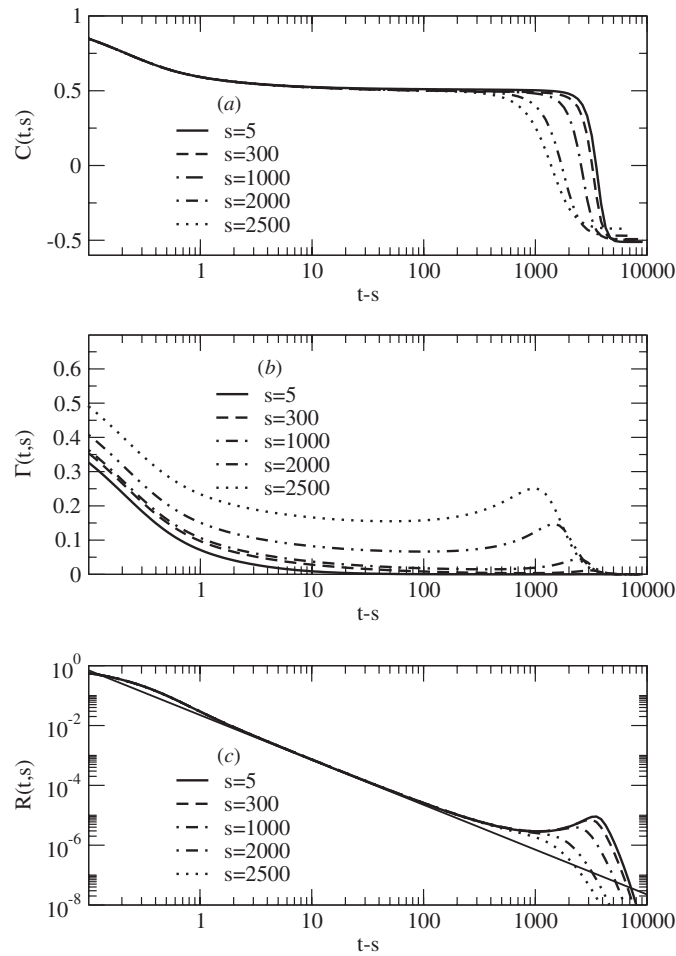 1
0.5
0
-0.5
C(t,s)
(a)
s=5
s=300
s=1000
s=2000
s=2500
1
10
100
1000
10000
t-s
0.6
0.5
0.4
0.3
0.2
0.1
0
Γ(t,s)
(b)
s=5
s=300
s=1000
s=2000
s=2500
1
10
100
1000
10000
t-s
10^0
10^-2
10^-4
10^-6
10^-8
R(t,s)
(c)
s=5
s=300
s=1000
s=2000
s=2500
1
10
100
1000
10000
t-s